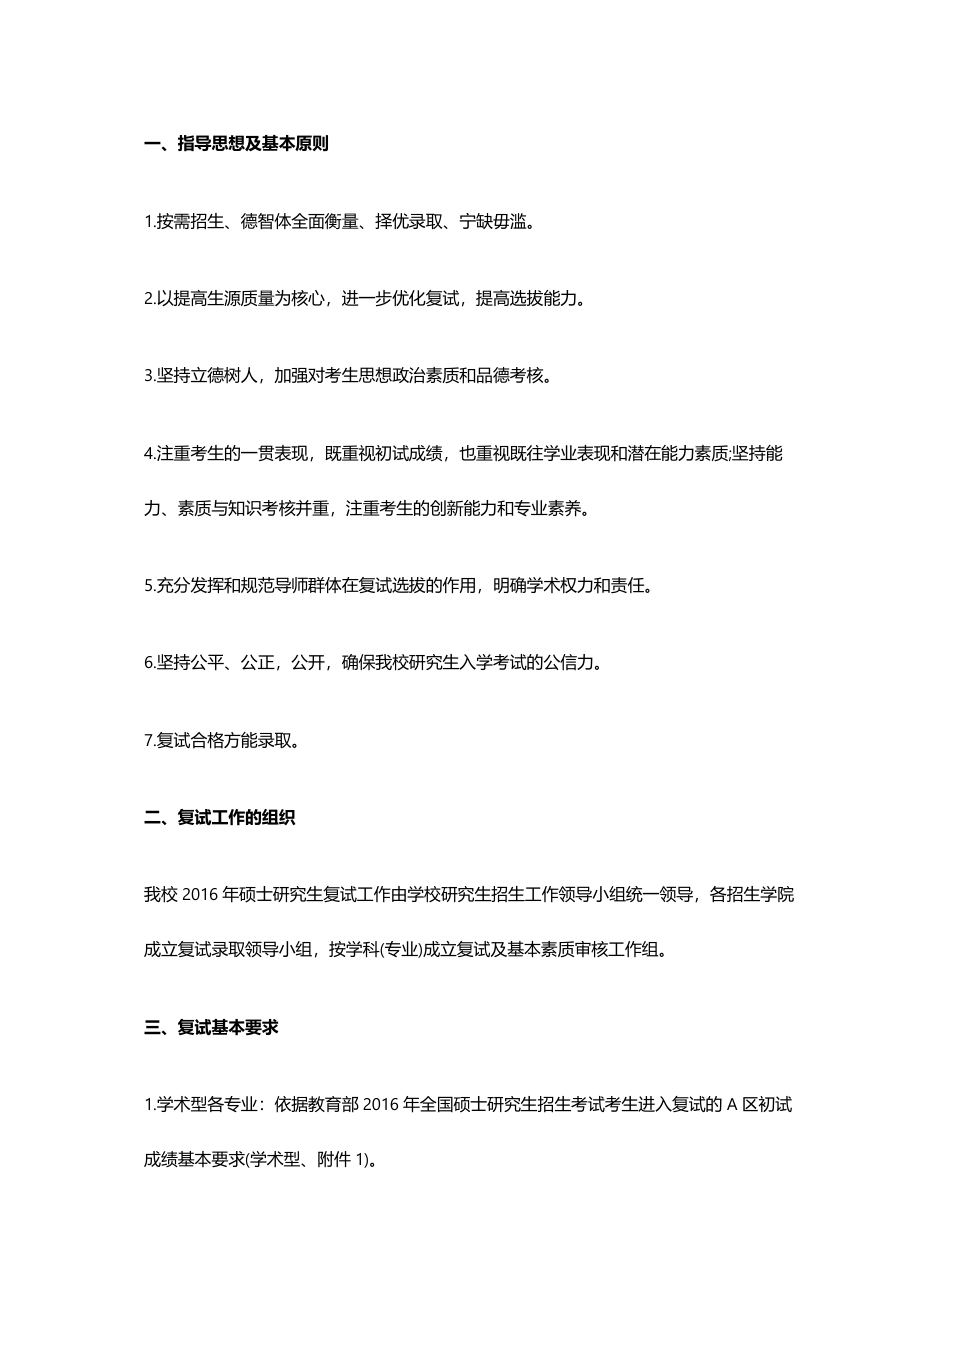 一、指导思想及基本原则
1.按需招生、德智体全面衡量、择优录取、宁缺毋滥。
2.以提高生源质量为核心，进一步优化复试，提高选拔能力。
3.坚持立德树人，加强对考生思想政治素质和品德考核。
4.注重考生的一贯表现，既重视初试成绩，也重视既往学业表现和潜在能力素质;坚持能
力、素质与知识考核并重，注重考生的创新能力和专业素养。
5.充分发挥和规范导师群体在复试选拔的作用，明确学术权力和责任。
6.坚持公平、公正，公开，确保我校研究生入学考试的公信力。
7.复试合格方能录取。
二、复试工作的组织
我校 2016 年硕士研究生复试工作由学校研究生招生工作领导小组统一领导，各招生学院
成立复试录取领导小组，按学科(专业)成立复试及基本素质审核工作组。
三、复试基本要求
1.学术型各专业：依据教育部 2016 年全国硕士研究生招生考试考生进入复试的 A 区初试
成绩基本要求(学术型、附件 1)。